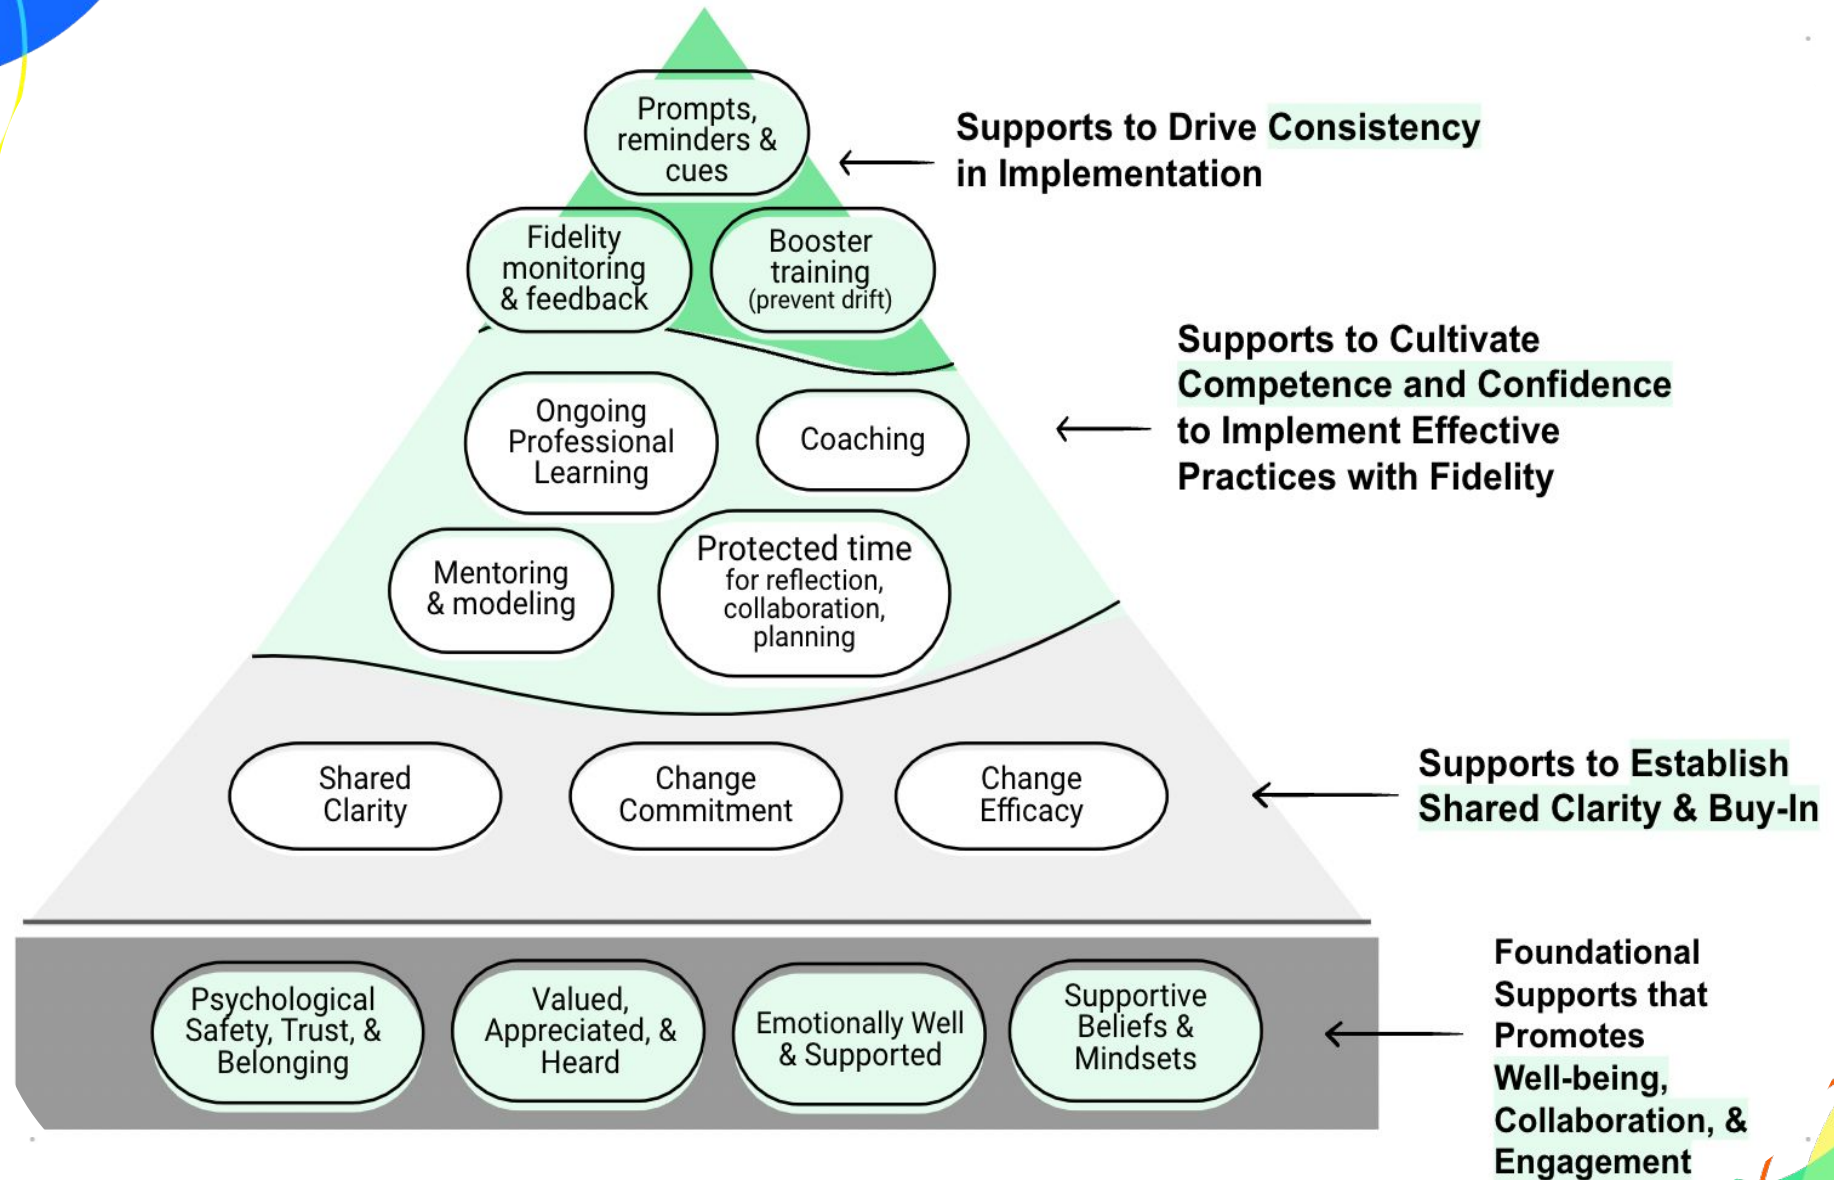 Prompts,
reminders &
cues
Supports to Drive Consistency
in Implementation
Fidelity
monitoring
& feedback
Booster
training
(prevent drift)
Supports to Cultivate
Competence and Confidence
to Implement Effective
Practices with Fidelity
Ongoing
Professional
Learning
Coaching
Mentoring
& modeling
Protected time
for reflection,
collaboration,
planning
Shared
Clarity
Change
Commitment
Change
Efficacy
Supports to Establish
Shared Clarity & Buy-In
Psychological
Safety, Trust, &
Belonging
Valued,
Appreciated, &
Heard
Emotionally Well
& Supported
Supportive
Beliefs &
Mindsets
Foundational
Supports that
Promotes
Well-being,
Collaboration, &
Engagement